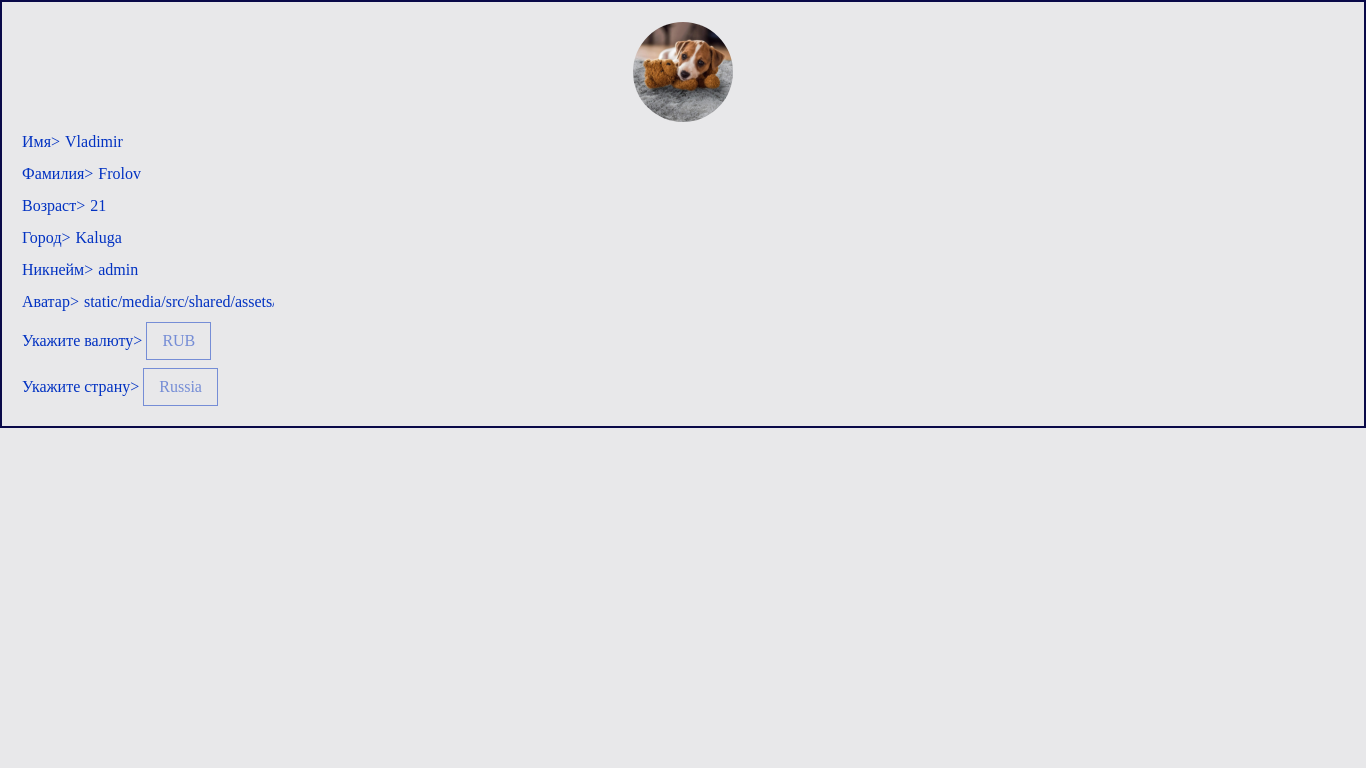 Имя> Vladimir
Фамилия> Frolov
Возраст> 21
Город> Kaluga
Никнейм> admin
Аватар> static/media/src/shared/assets/
Укажите валюту> RUB
Укажите страну> Russia